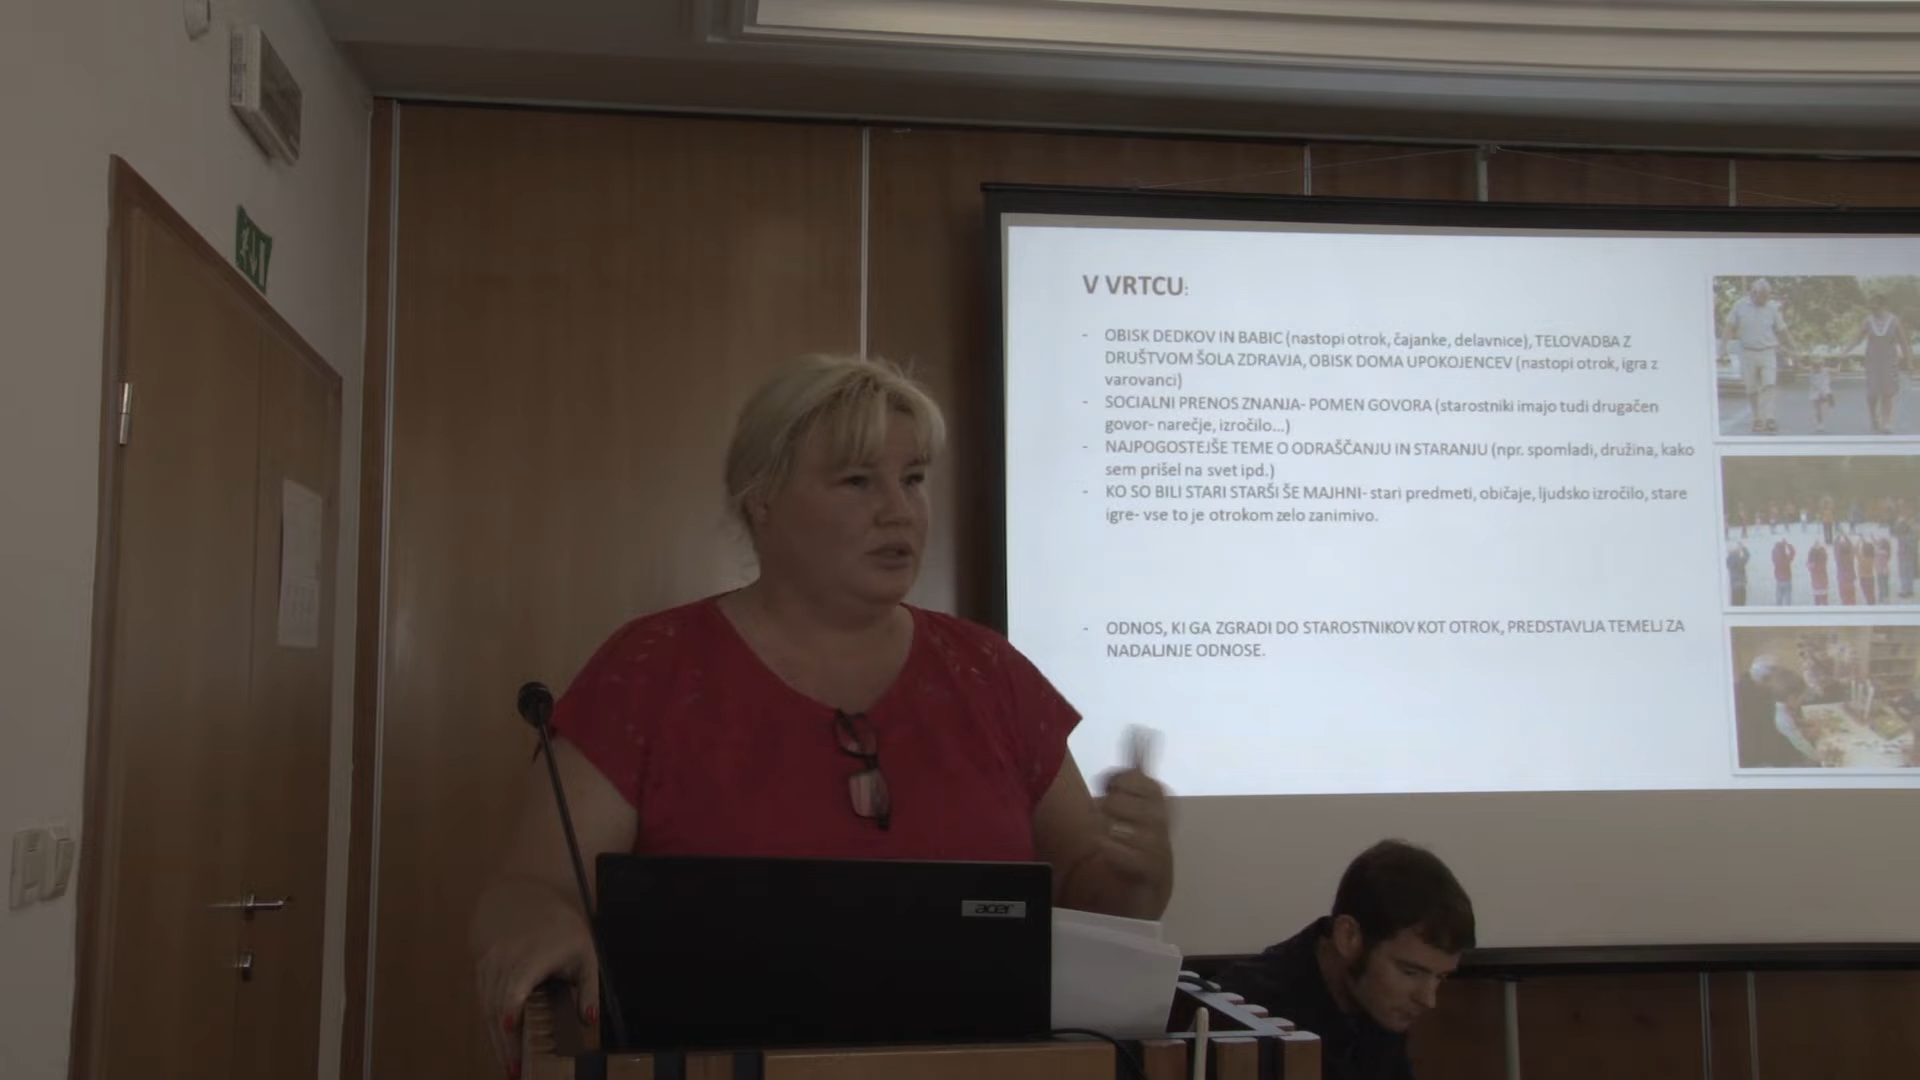 V VRTCU:
- OBISK DEDKOV IN BABIC (nastopi otrok, čajanke, delavnice), TELOVADBA Z
DRUŠTVOM ŠOLA ZDRAVJA, OBISK DOMA UPOKOJENCEV (nastopi otrok, igra z
varovanci)
- SOCIALNI PRENOS ZNANJA- POMEN GOVORA (starostniki imajo tudi drugačen
govor- narečje, izročilo...)
- NAJPOGOSTEJŠE TEME O ODRAŠČANJU IN STARANJU (npr. spomladi, družina, kako
sem prišel na svet ipd.)
- KO SO BILI STARI STARŠI ŠE MAJHNI- stari predmeti, običaje, ljudsko izročilo, stare
igre- vse to je otrokom zelo zanimivo.
- ODNOS, KI GA ZGRADI DO STAROSTNIKOV KOT OTROK, PREDSTAVLJA TEMELJ ZA
NADALJNJE ODNOSE.
acer